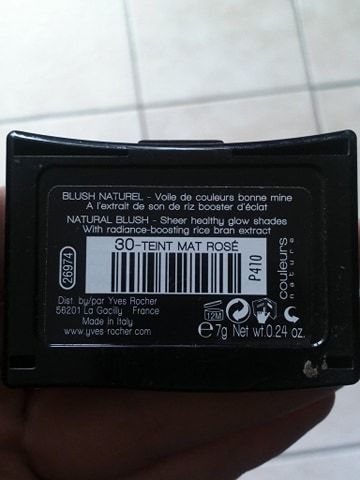 BLUSH NATUREL - Voile de couleurs bonne mine
A l'extrait de son de riz booster d'éclat
NATURAL BLUSH - Sheer healthy glow shades
With radiance-boosting rice bran extract
30-TEINT MAT ROSÉ
26974
P410
couleurs
nature
Dist. by/par Yves Rocher
56201 La Gacilly France
Made in Italy
www.yves-rocher.com
12M
e 7g Net wt.0.24 oz.